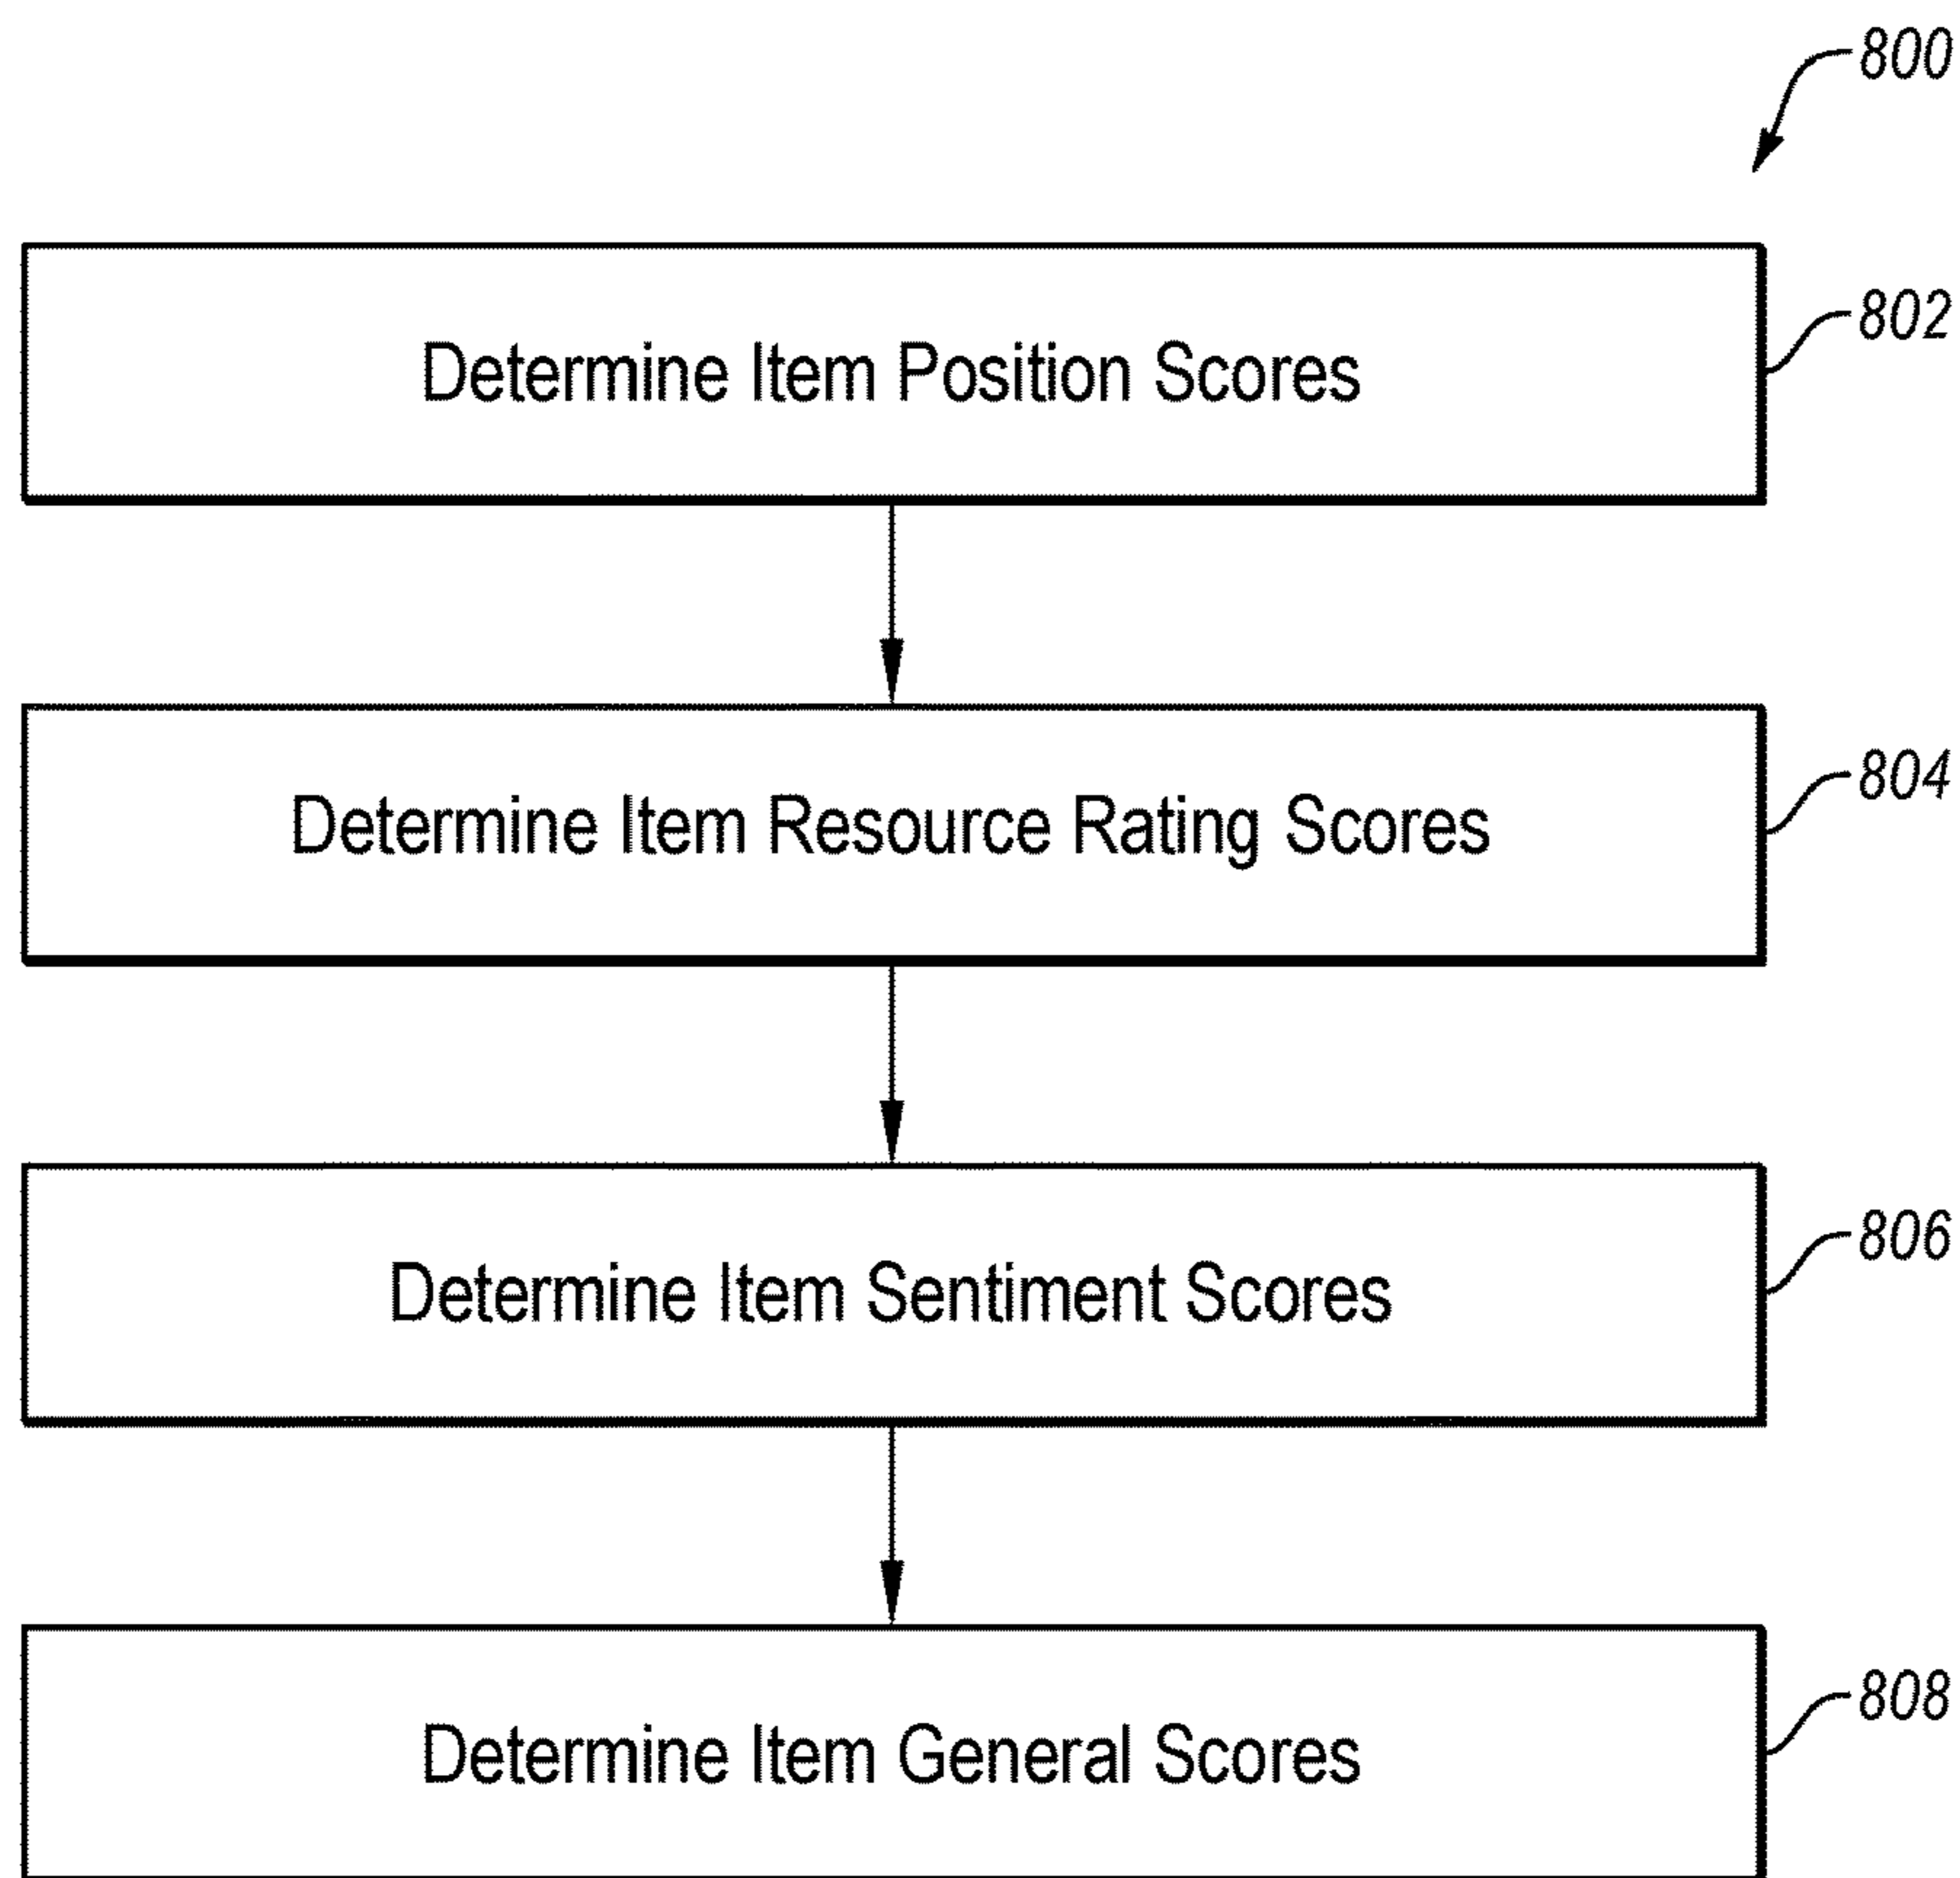 800
Determine Item Position Scores
802
Determine Item Resource Rating Scores
804
Determine Item Sentiment Scores
806
Determine Item General Scores
808